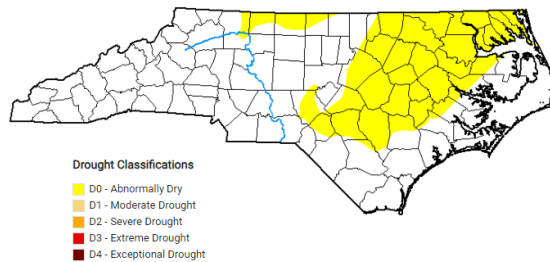 Drought Classifications
D0 - Abnormally Dry
D1 - Moderate Drought
D2 - Severe Drought
D3 - Extreme Drought
D4 - Exceptional Drought